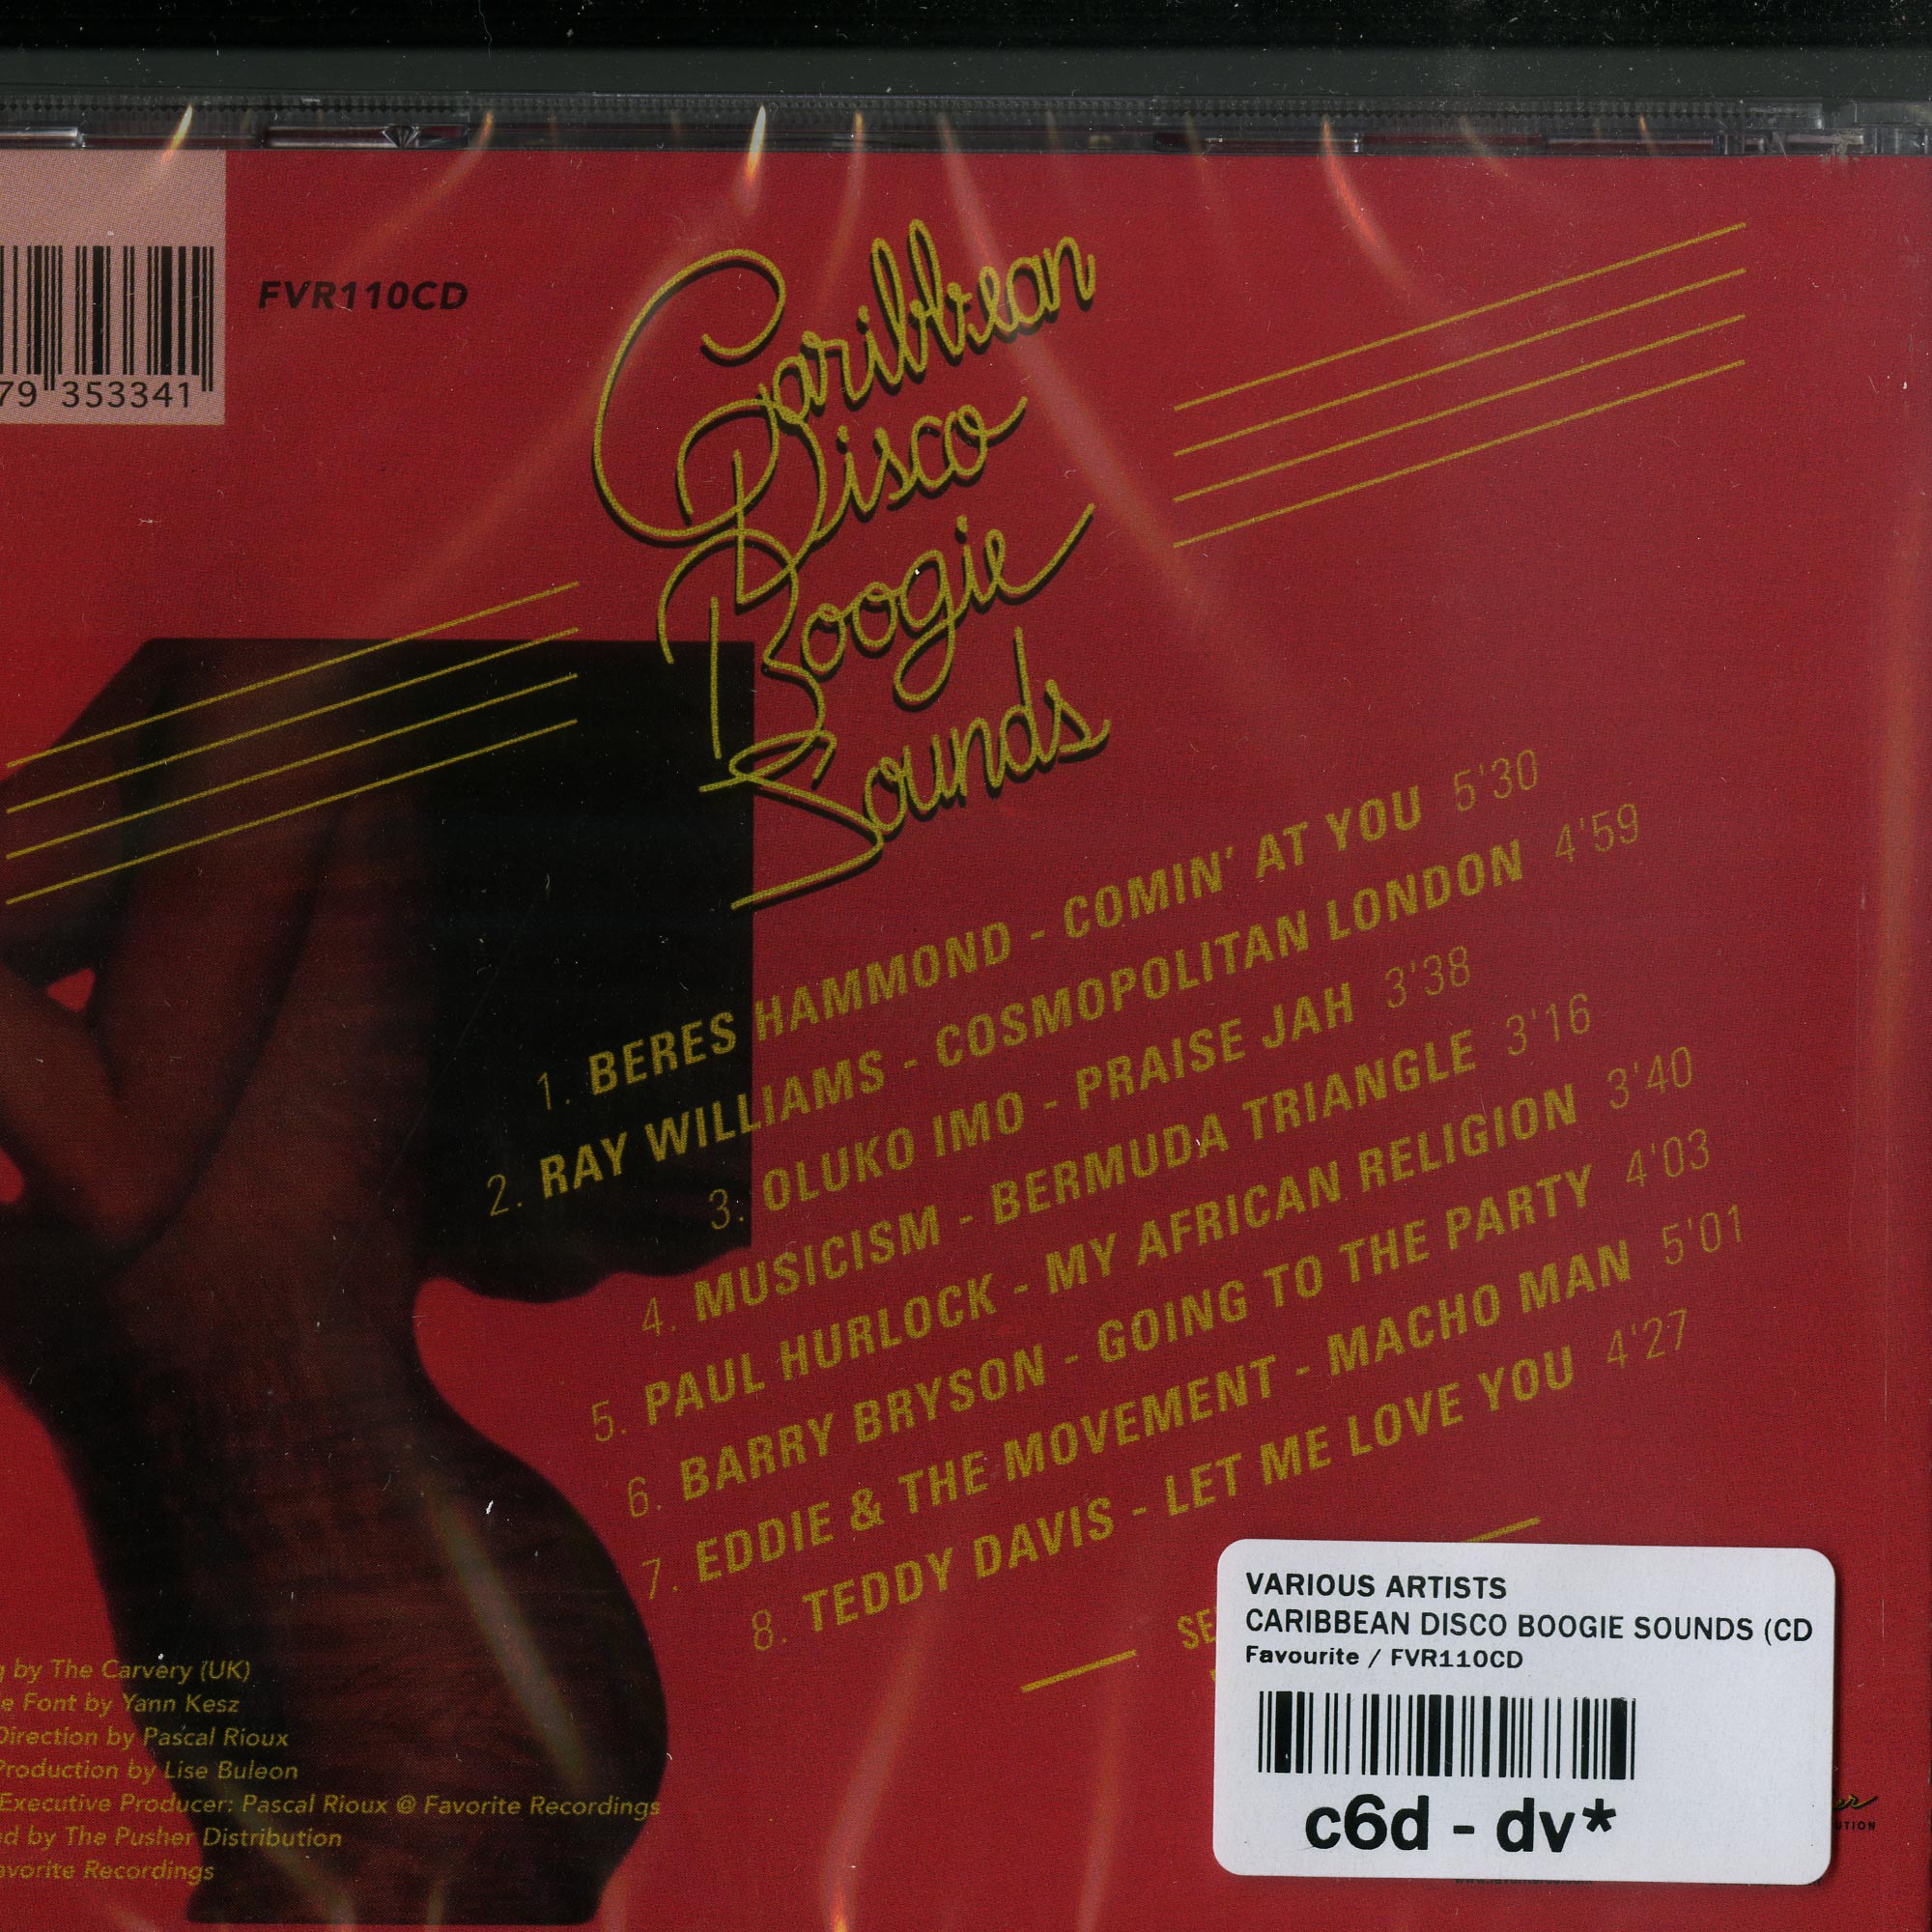 79 353341
FVR110CD
Caribbean
Disco
Boogie
Sounds
1. BERES HAMMOND - COMIN' AT YOU 5'30
2. RAY WILLIAMS - COSMOPOLITAN LONDON 4'59
3. OLUKO IMO - PRAISE JAH 3'38
4. MUSICISM - BERMUDA TRIANGLE 3'16
5. PAUL HURLOCK - MY AFRICAN RELIGION 3'40
6. BARRY BRYSON - GOING TO THE PARTY 4'03
7. EDDIE & THE MOVEMENT - MACHO MAN 5'01
8. TEDDY DAVIS - LET ME LOVE YOU 4'27
by The Carvery (UK)
Font by Yann Kesz
Direction by Pascal Rioux
Production by Lise Buleon
Executive Producer: Pascal Rioux @ Favorite Recordings
by The Pusher Distribution
Recordings
VARIOUS ARTISTS
CARIBBEAN DISCO BOOGIE SOUNDS (CD
Favourite / FVR110CD
c6d - dv*